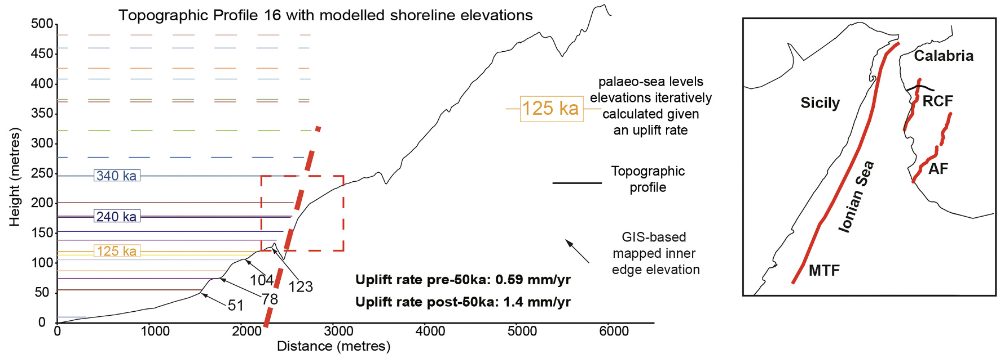 Topographic Profile 16 with modelled shoreline elevations
500
450
400
350
300
250
200
150
100
50
0
Height (metres)
340 ka
240 ka
125 ka
104
123
78
51
0
1000
2000
3000
4000
5000
6000
Distance (metres)
Uplift rate pre-50ka: 0.59 mm/yr
Uplift rate post-50ka: 1.4 mm/yr
125 ka
palaeo-sea levels
elevations iteratively
calculated given
an uplift rate
Topographic
profile
GIS-based
mapped inner
edge elevation
Calabria
Sicily
RCF
AF
Ionian Sea
MTF